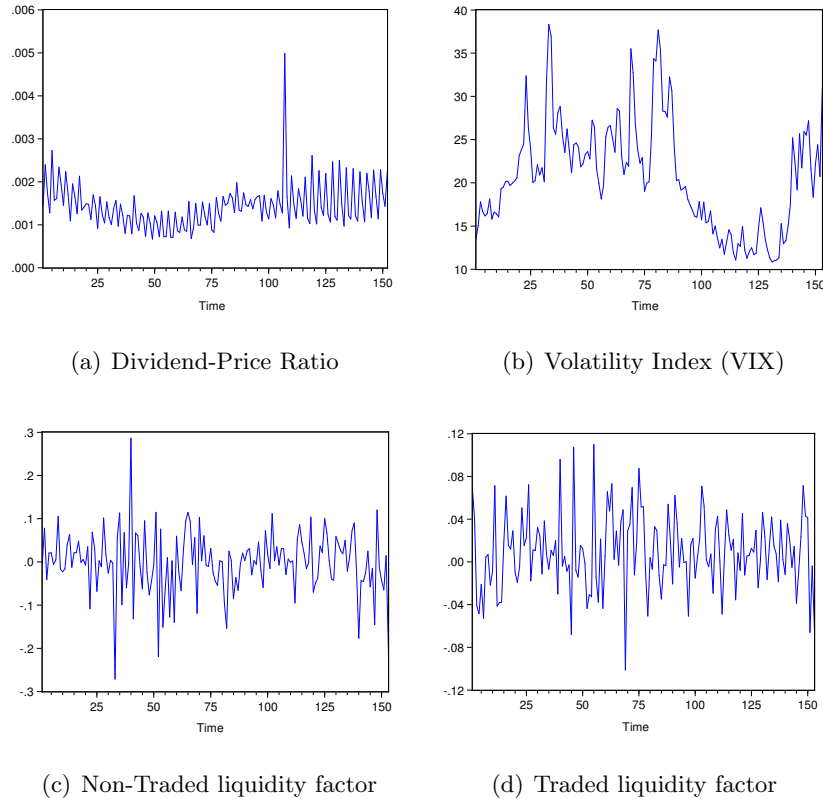 .006
.005
.004
.003
.002
.001
.000
25 50 75 100 125 150
Time
(a) Dividend-Price Ratio
40
35
30
25
20
15
10
25 50 75 100 125 150
Time
(b) Volatility Index (VIX)
.3
.2
.1
.0
-.1
-.2
-.3
25 50 75 100 125 150
Time
(c) Non-Traded liquidity factor
.12
.08
.04
.00
-.04
-.08
-.12
25 50 75 100 125 150
Time
(d) Traded liquidity factor